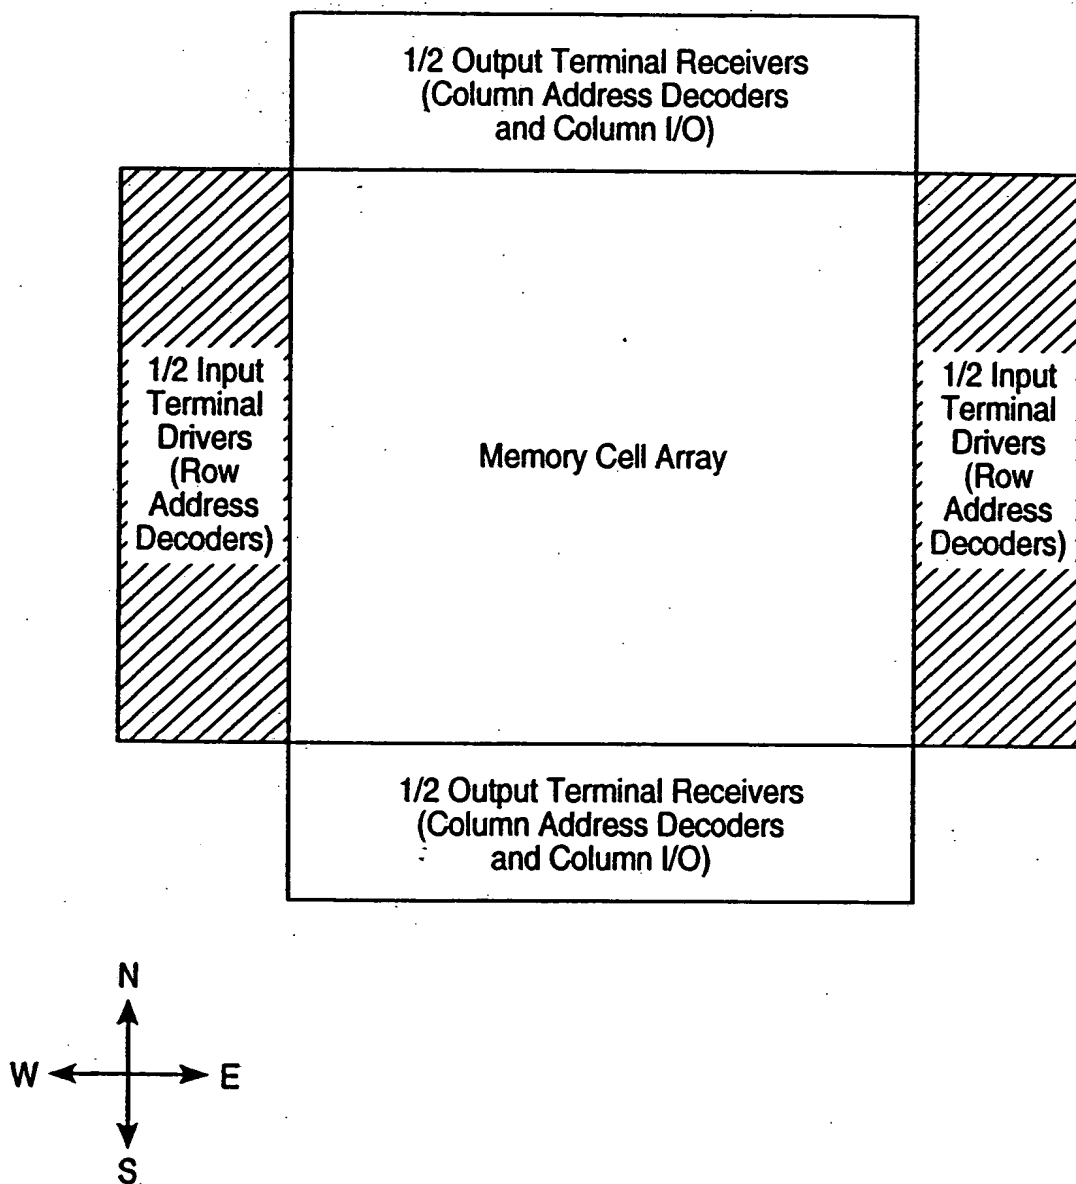 1/2 Output Terminal Receivers
(Column Address Decoders
and Column I/O)
1/2 Input
Terminal
Drivers
(Row
Address
Decoders)
Memory Cell Array
1/2 Input
Terminal
Drivers
(Row
Address
Decoders)
1/2 Output Terminal Receivers
(Column Address Decoders
and Column I/O)
N
W
E
S